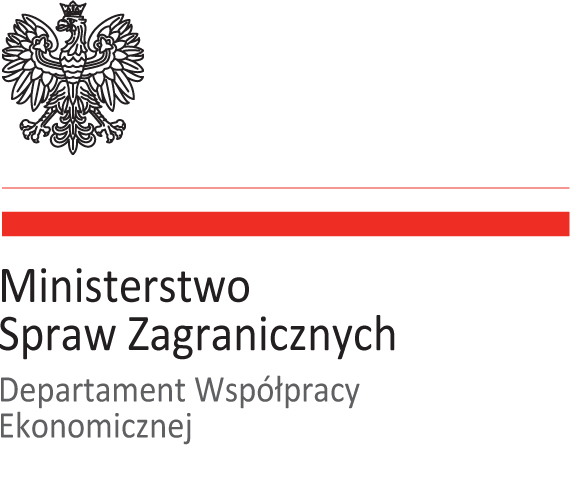 Ministerstwo
Spraw Zagranicznych
Departament Współpracy
Ekonomicznej